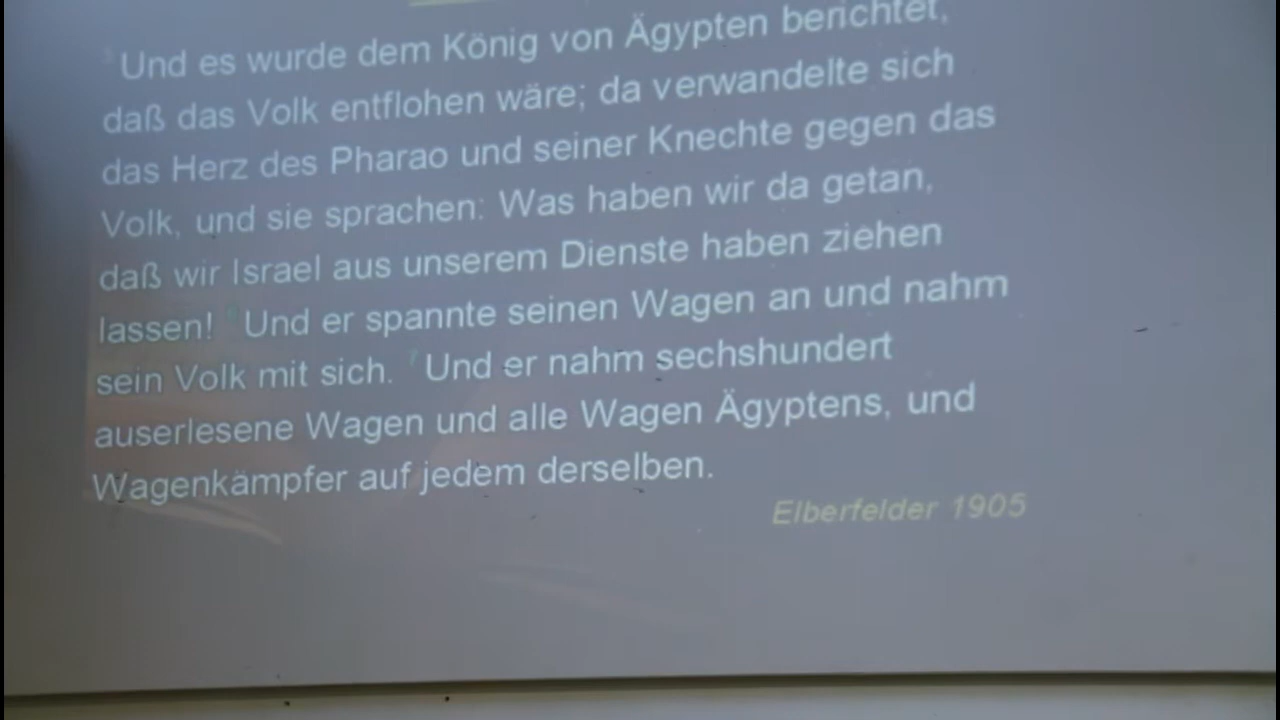 5 Und es wurde dem König von Ägypten berichtet,
daß das Volk entflohen wäre; da verwandelte sich
das Herz des Pharao und seiner Knechte gegen das
Volk, und sie sprachen: Was haben wir da getan,
daß wir Israel aus unserem Dienste haben ziehen
lassen! 6 Und er spannte seinen Wagen an und nahm
sein Volk mit sich. 7 Und er nahm sechshundert
auserlesene Wagen und alle Wagen Ägyptens, und
Wagenkämpfer auf jedem derselben.
Elberfelder 1905